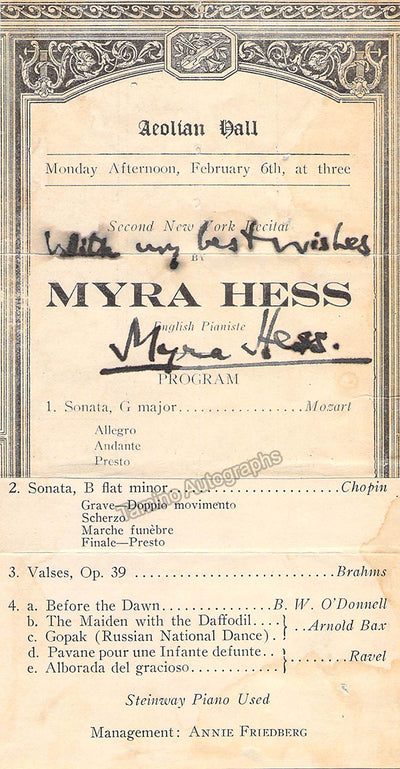 Aeolian Hall
Monday Afternoon, February 6th, at three
Second New York Recital
With my best wishes
BY
MYRA HESS
English Pianiste
Myra Hess.
PROGRAM
1. Sonata, G major.....................Mozart
Allegro
Andante
Presto
Tamino Autographs
2. Sonata, B flat minor.........................Chopin
Grave—Doppio movimento
Scherzo
Marche funèbre
Finale—Presto
3. Valses, Op. 39 ............................Brahms
4. a. Before the Dawn...............B. W. O'Donnell
b. The Maiden with the Daffodil....
c. Gopak (Russian National Dance). } ..Arnold Bax
d. Pavane pour une Infante defunte..
e. Alborada del gracioso............ } ........Ravel
Steinway Piano Used
Management: ANNIE FRIEDBERG